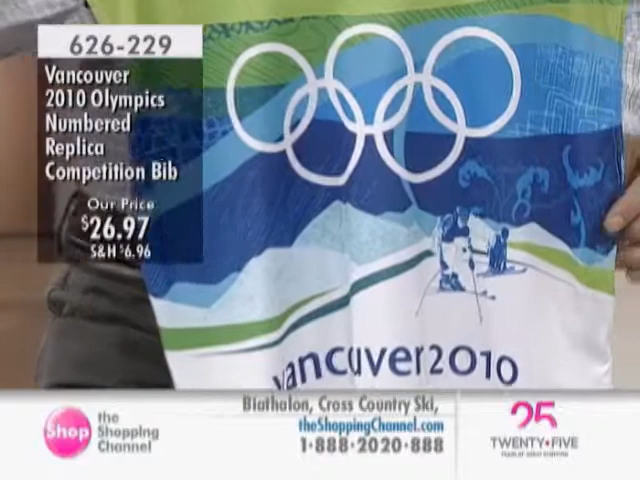 626-229
Vancouver
2010 Olympics
Numbered
Replica
Competition Bib
Our Price
$26.97
S&H $6.96
vancouver2010
Shop the
Shopping
Channel
Biathalon, Cross Country Ski,
theShoppingChannel.com
1·888·2020·888
25
TWENTY•FIVE